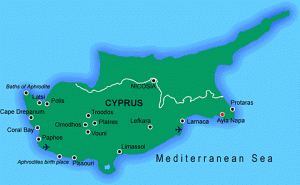 NICOSIA
Baths of Aphrodite
Latsi
Polis
CYPRUS
Protaras
Cape Drepanum
Troodos
Ayia Napa
Omodhos
Platres
Lefkara
Larnaca
Coral Bay
Vouni
Paphos
Limassol
Aphrodites birth place
Pissouri
Mediterranean Sea